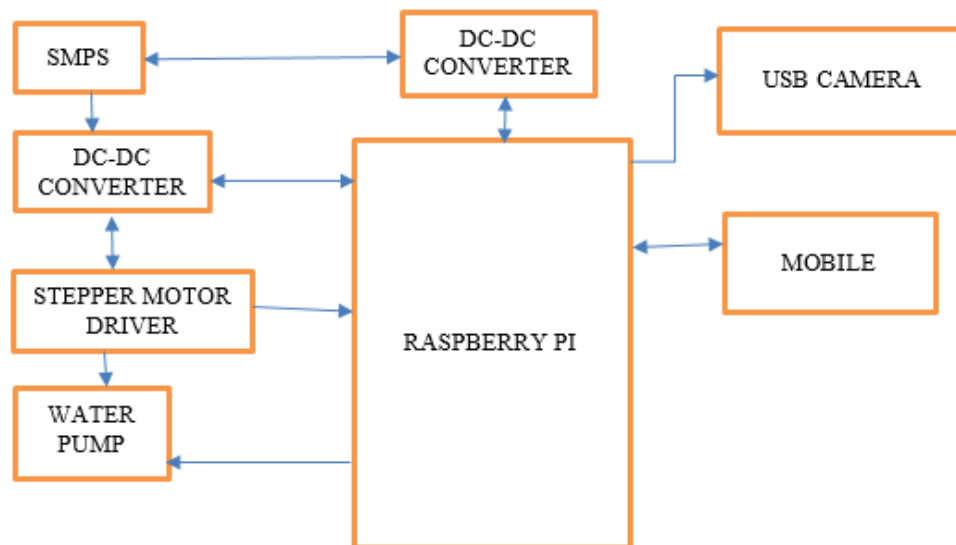 SMPS
DC-DC
CONVERTER
USB CAMERA
DC-DC
CONVERTER
MOBILE
STEPPER MOTOR
DRIVER
RASPBERRY PI
WATER
PUMP